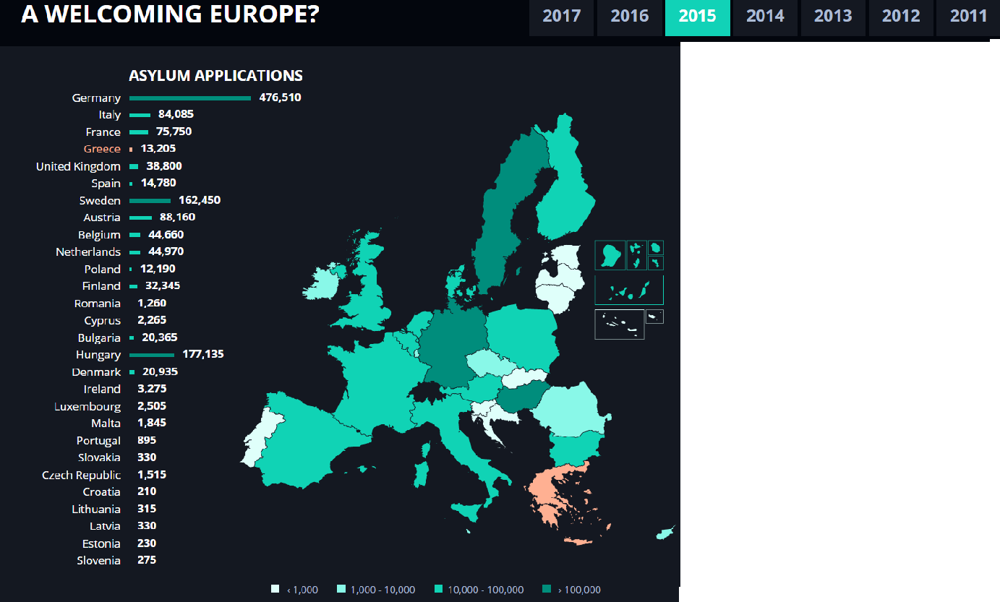 A WELCOMING EUROPE?
2017 2016 2015 2014 2013 2012 2011
ASYLUM APPLICATIONS
Germany 476,510
Italy 84,085
France 75,750
Greece 13,205
United Kingdom 38,800
Spain 14,780
Sweden 162,450
Austria 88,160
Belgium 44,660
Netherlands 44,970
Poland 12,190
Finland 32,345
Romania 1,260
Cyprus 2,265
Bulgaria 20,365
Hungary 177,135
Denmark 20,935
Ireland 3,275
Luxembourg 2,505
Malta 1,845
Portugal 895
Slovakia 330
Czech Republic 1,515
Croatia 210
Lithuania 315
Latvia 330
Estonia 230
Slovenia 275
< 1,000 1,000 - 10,000 10,000 - 100,000 > 100,000